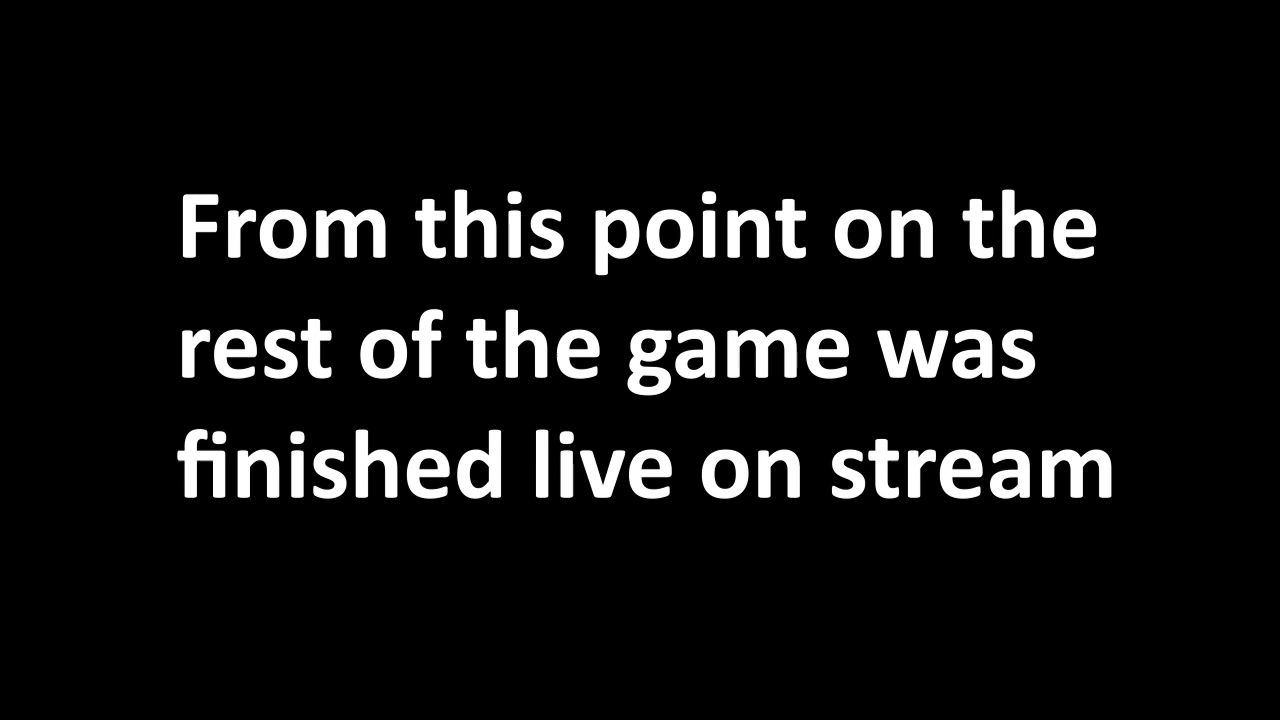 From this point on the
rest of the game was
finished live on stream